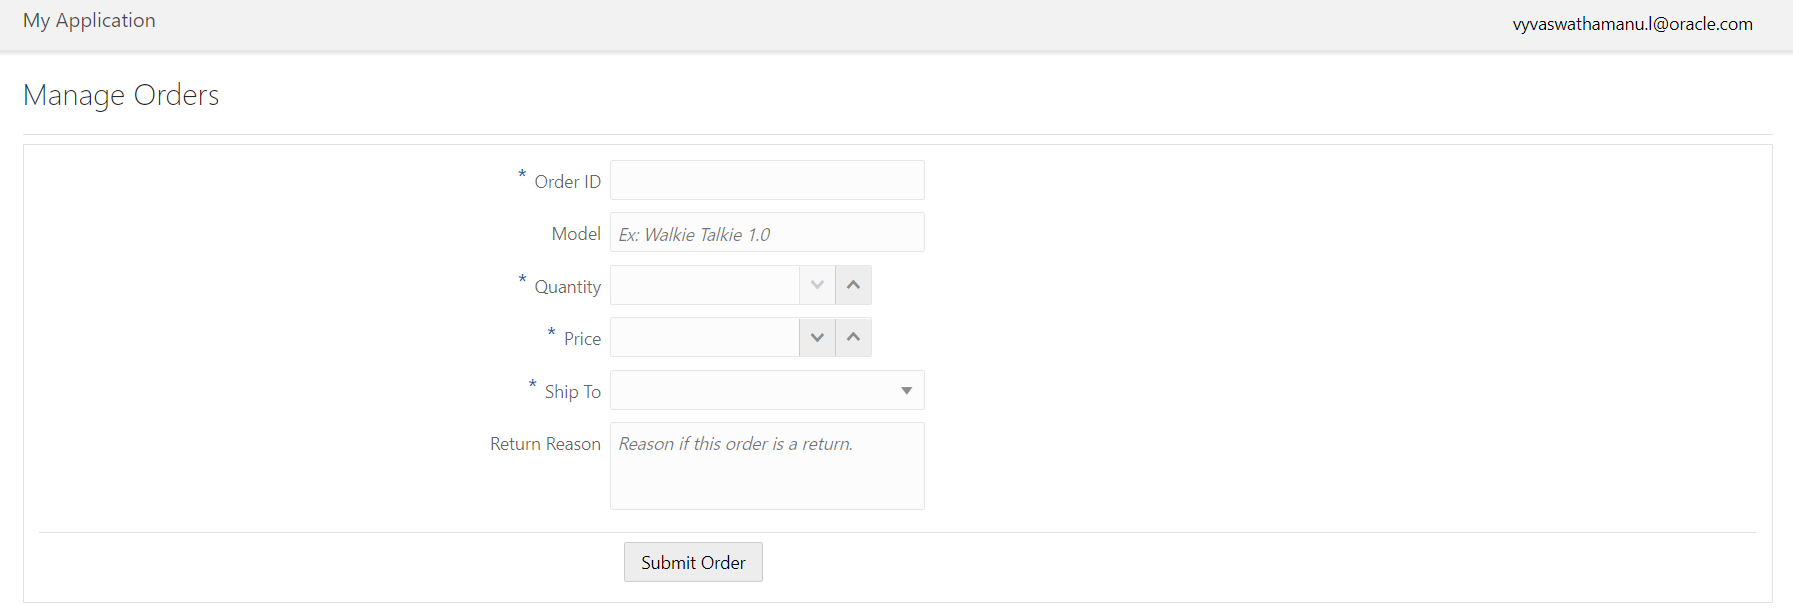 My Application
vyvaswathamanu.l@oracle.com
Manage Orders
* Order ID
Model Ex: Walkie Talkie 1.0
* Quantity
* Price
* Ship To
Return Reason Reason if this order is a return.
Submit Order